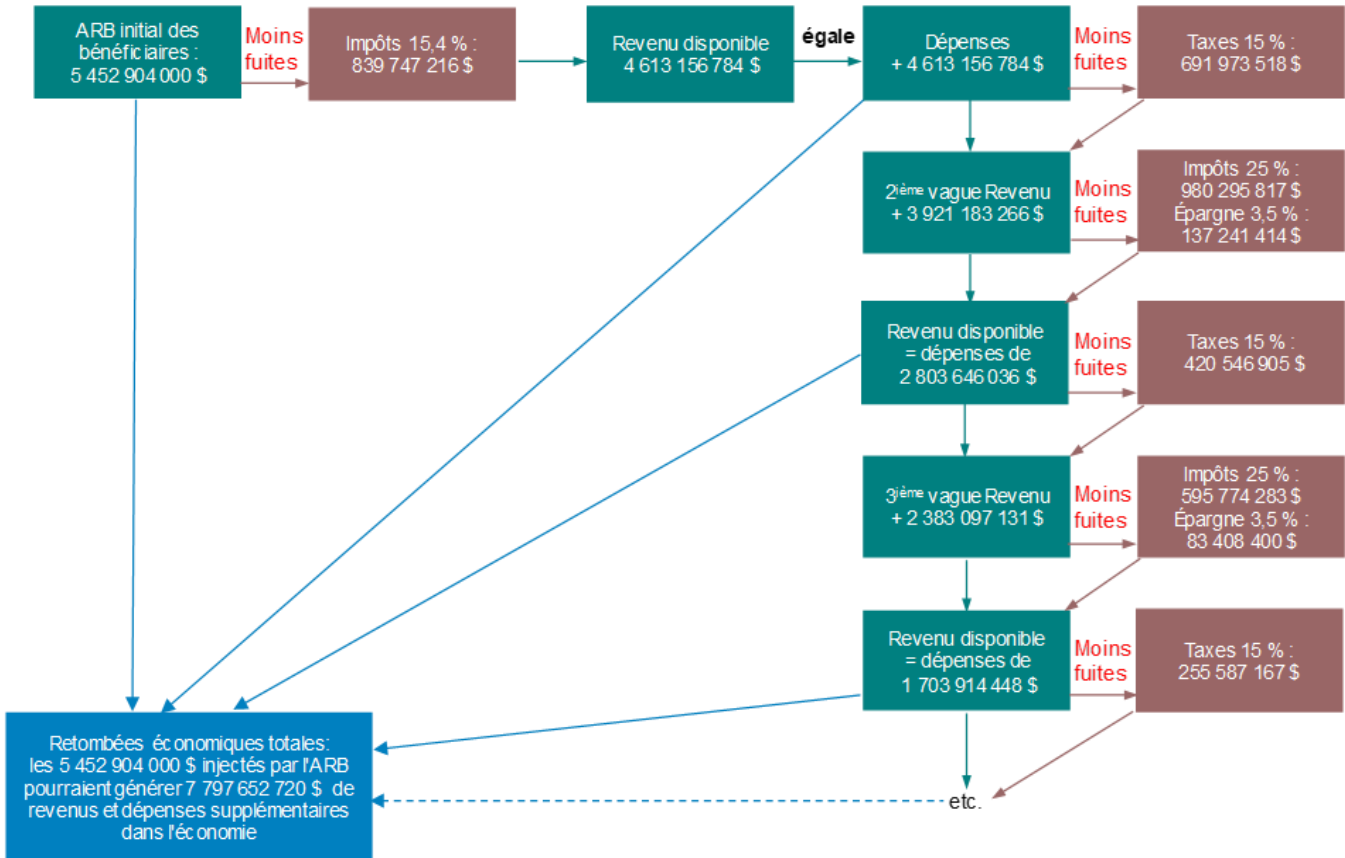 ARB initial des
bénéficiaires :
5 452 904 000 $
Moins
fuites
Impôts 15,4 % :
839 747 216 $
Revenu disponible
4 613 156 784 $
égale
Dépenses
+ 4 613 156 784 $
Moins
fuites
Taxes 15 % :
691 973 518 $
2ième vague Revenu
+ 3 921 183 266 $
Moins
fuites
Impôts 25 % :
980 295 817 $
Épargne 3,5 % :
137 241 414 $
Revenu disponible
= dépenses de
2 803 646 036 $
Moins
fuites
Taxes 15 % :
420 546 905 $
3ième vague Revenu
+ 2 383 097 131 $
Moins
fuites
Impôts 25 % :
595 774 283 $
Épargne 3,5 % :
83 408 400 $
Revenu disponible
= dépenses de
1 703 914 448 $
Moins
fuites
Taxes 15 % :
255 587 167 $
etc.
Retombées économiques totales:
les 5 452 904 000 $ injectés par l'ARB
pourraient générer 7 797 652 720 $ de
revenus et dépenses supplémentaires
dans l'économie